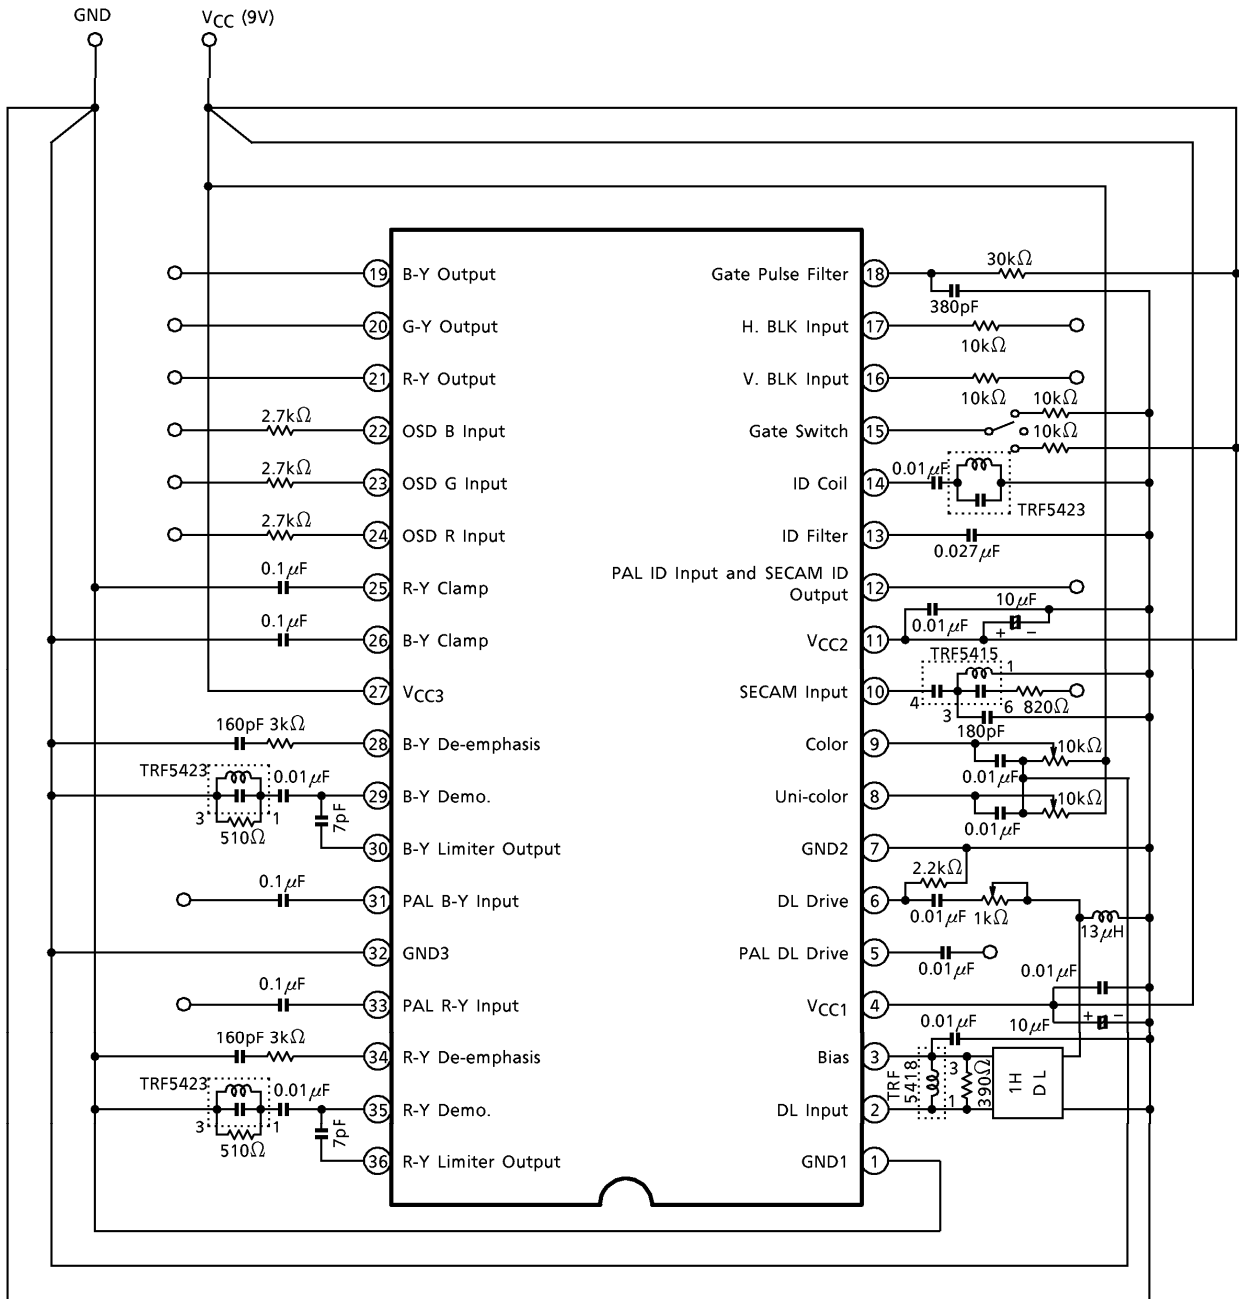 GND
VCC (9V)
19 B-Y Output
20 G-Y Output
21 R-Y Output
2.7kΩ
22 OSD B Input
2.7kΩ
23 OSD G Input
2.7kΩ
24 OSD R Input
0.1μF
25 R-Y Clamp
0.1μF
26 B-Y Clamp
27 VCC3
160pF 3kΩ
28 B-Y De-emphasis
TRF5423
0.01μF
29 B-Y Demo.
3
1
510Ω
7pF
30 B-Y Limiter Output
0.1μF
31 PAL B-Y Input
32 GND3
0.1μF
33 PAL R-Y Input
160pF 3kΩ
34 R-Y De-emphasis
TRF5423
0.01μF
35 R-Y Demo.
3
1
510Ω
7pF
36 R-Y Limiter Output
Gate Pulse Filter 18
30kΩ
380pF
H. BLK Input 17
10kΩ
V. BLK Input 16
10kΩ
10kΩ
Gate Switch 15
10kΩ
0.01μF
ID Coil 14
TRF5423
ID Filter 13
0.027μF
PAL ID Input and SECAM ID
Output
12
10μF
0.01μF
+ −
VCC2 11
TRF5415
1
SECAM Input 10
4
3
6 820Ω
180pF
Color 9
10kΩ
0.01μF
Uni-color 8
10kΩ
0.01μF
GND2 7
2.2kΩ
DL Drive 6
0.01μF 1kΩ
13μH
PAL DL Drive 5
0.01μF
0.01μF
VCC1 4
10μF
+ −
0.01μF
Bias 3
TRF
5418
3
1
390Ω
1H
DL
DL Input 2
GND1 1